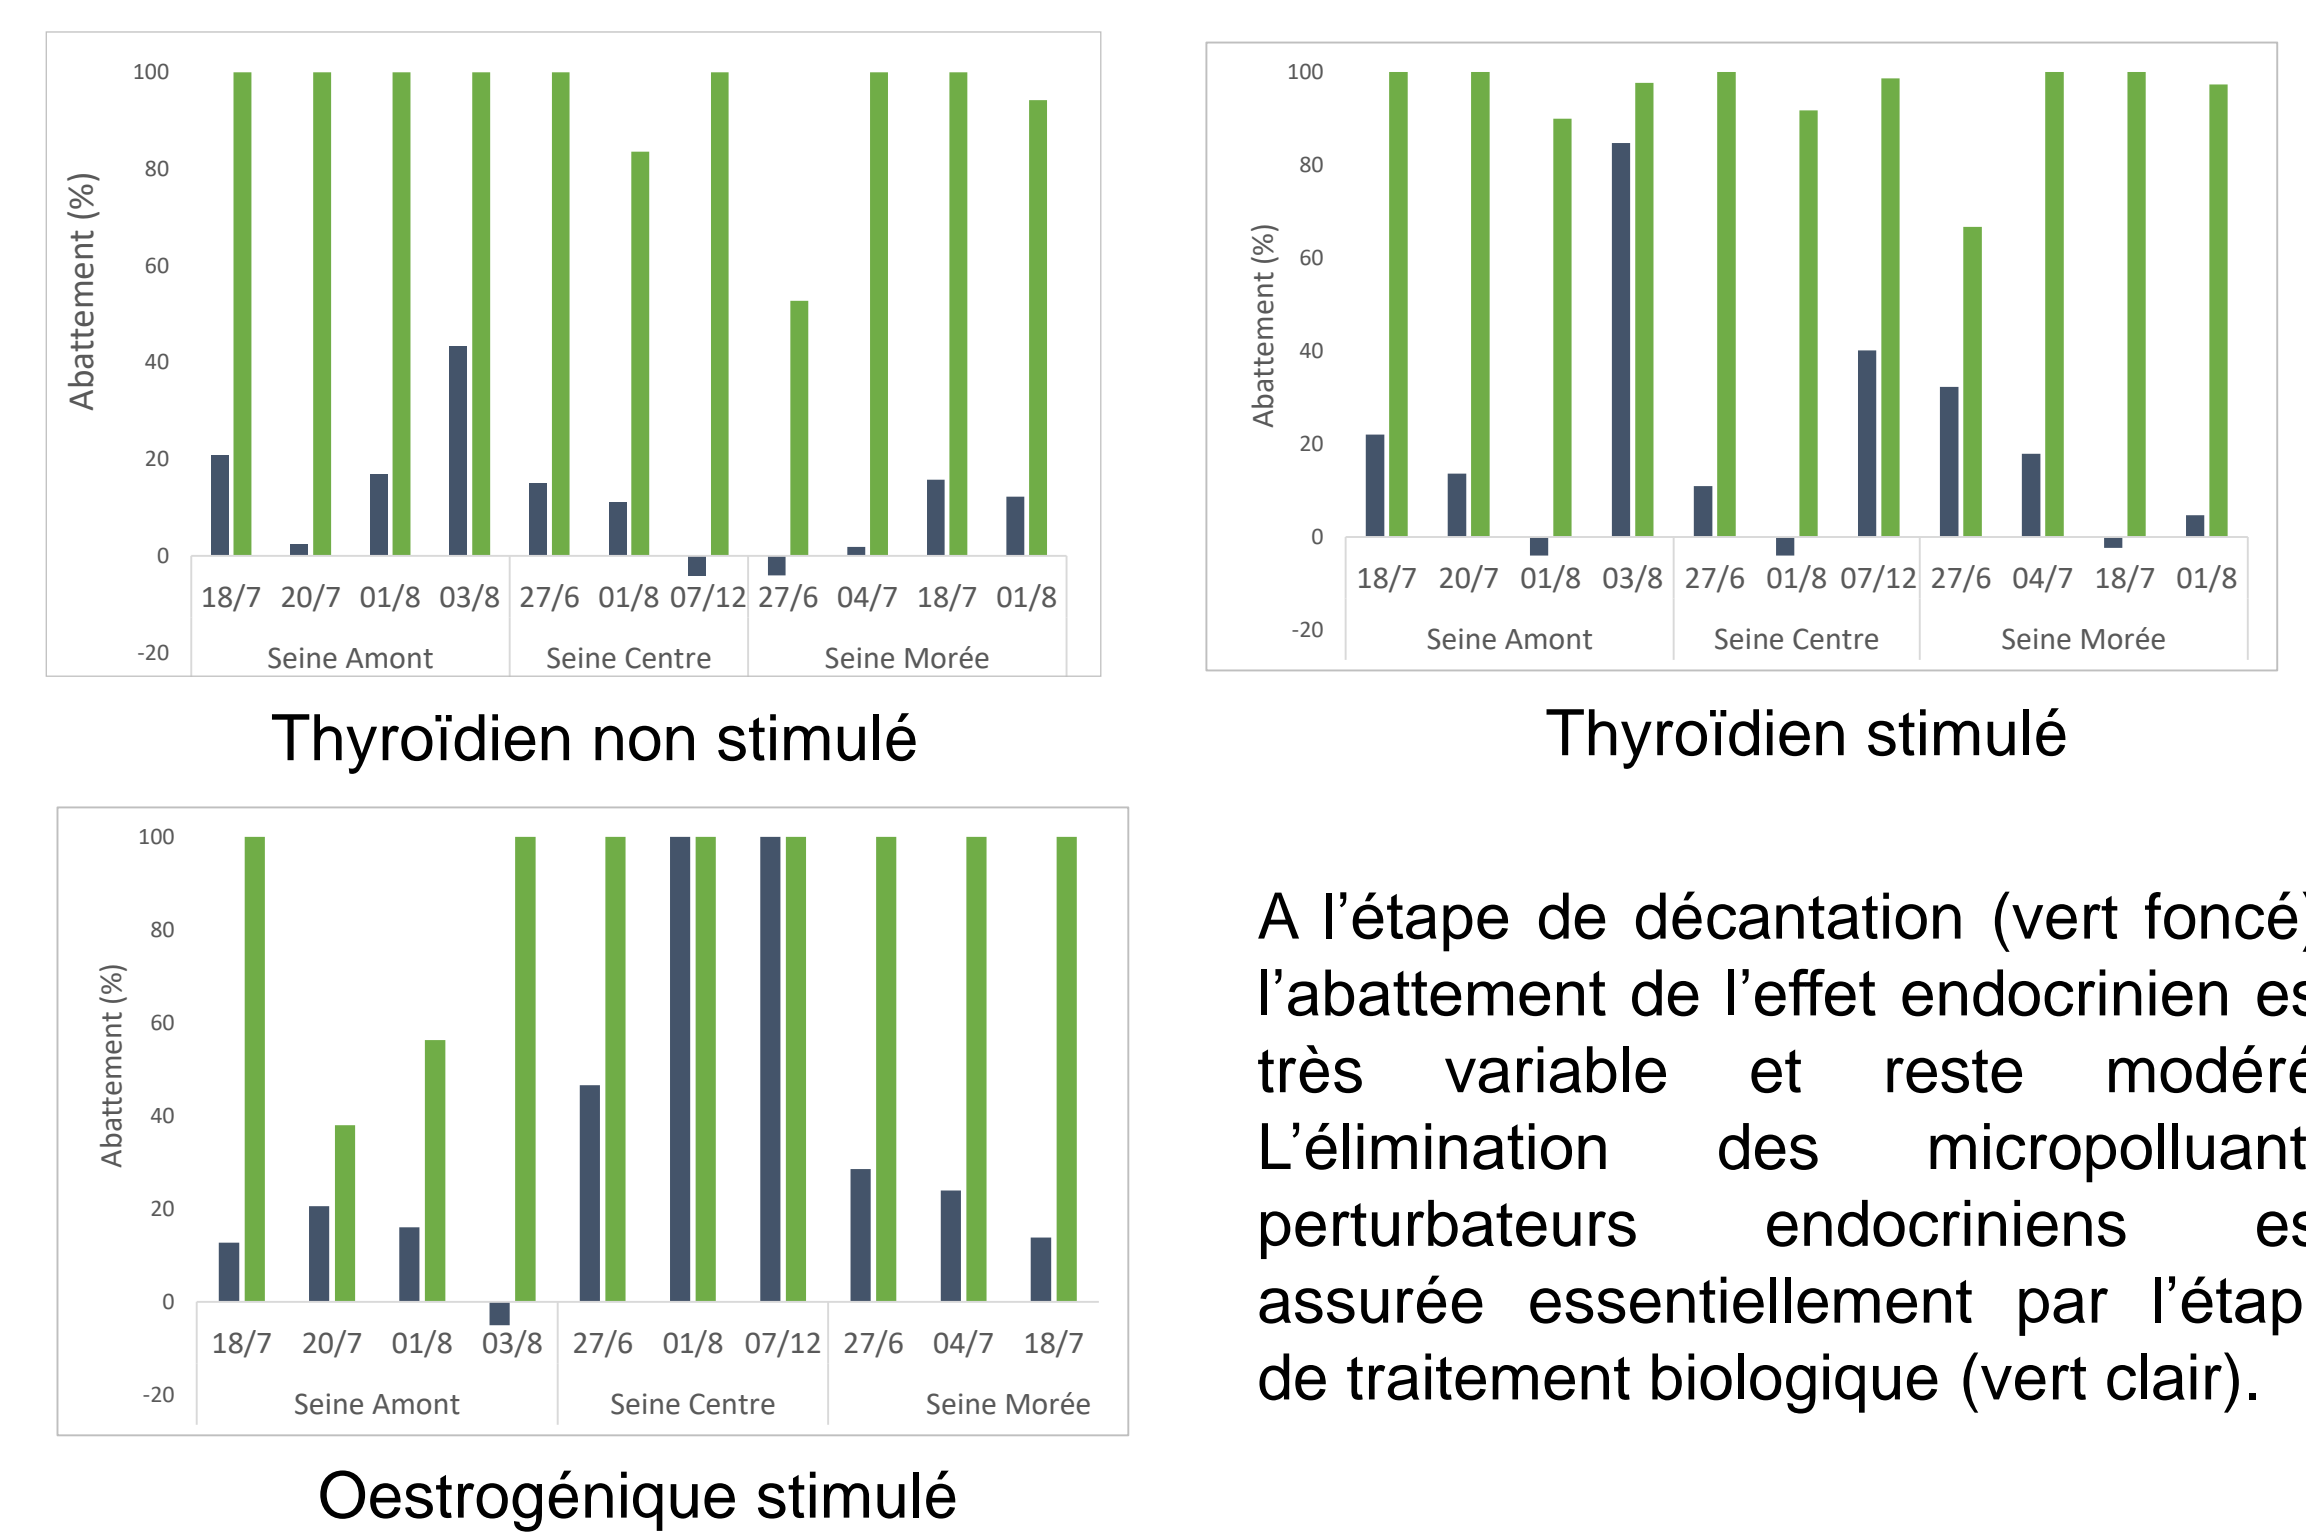 100
80
60
40
20
0
-20
Abattement (%)
18/7 20/7 01/8 03/8 27/6 01/8 07/12 27/6 04/7 18/7 01/8
Seine Amont Seine Centre Seine Morée
Thyroïdien non stimulé
100
80
60
40
20
0
-20
Abattement (%)
18/7 20/7 01/8 03/8 27/6 01/8 07/12 27/6 04/7 18/7 01/8
Seine Amont Seine Centre Seine Morée
Thyroïdien stimulé
100
80
60
40
20
0
-20
Abattement (%)
18/7 20/7 01/8 03/8 27/6 01/8 07/12 27/6 04/7 18/7
Seine Amont Seine Centre Seine Morée
Oestrogénique stimulé
A l’étape de décantation (vert foncé)
l’abattement de l’effet endocrinien es
très variable et reste modéré
L’élimination des micropolluant
perturbateurs endocriniens es
assurée essentiellement par l’étap
de traitement biologique (vert clair).